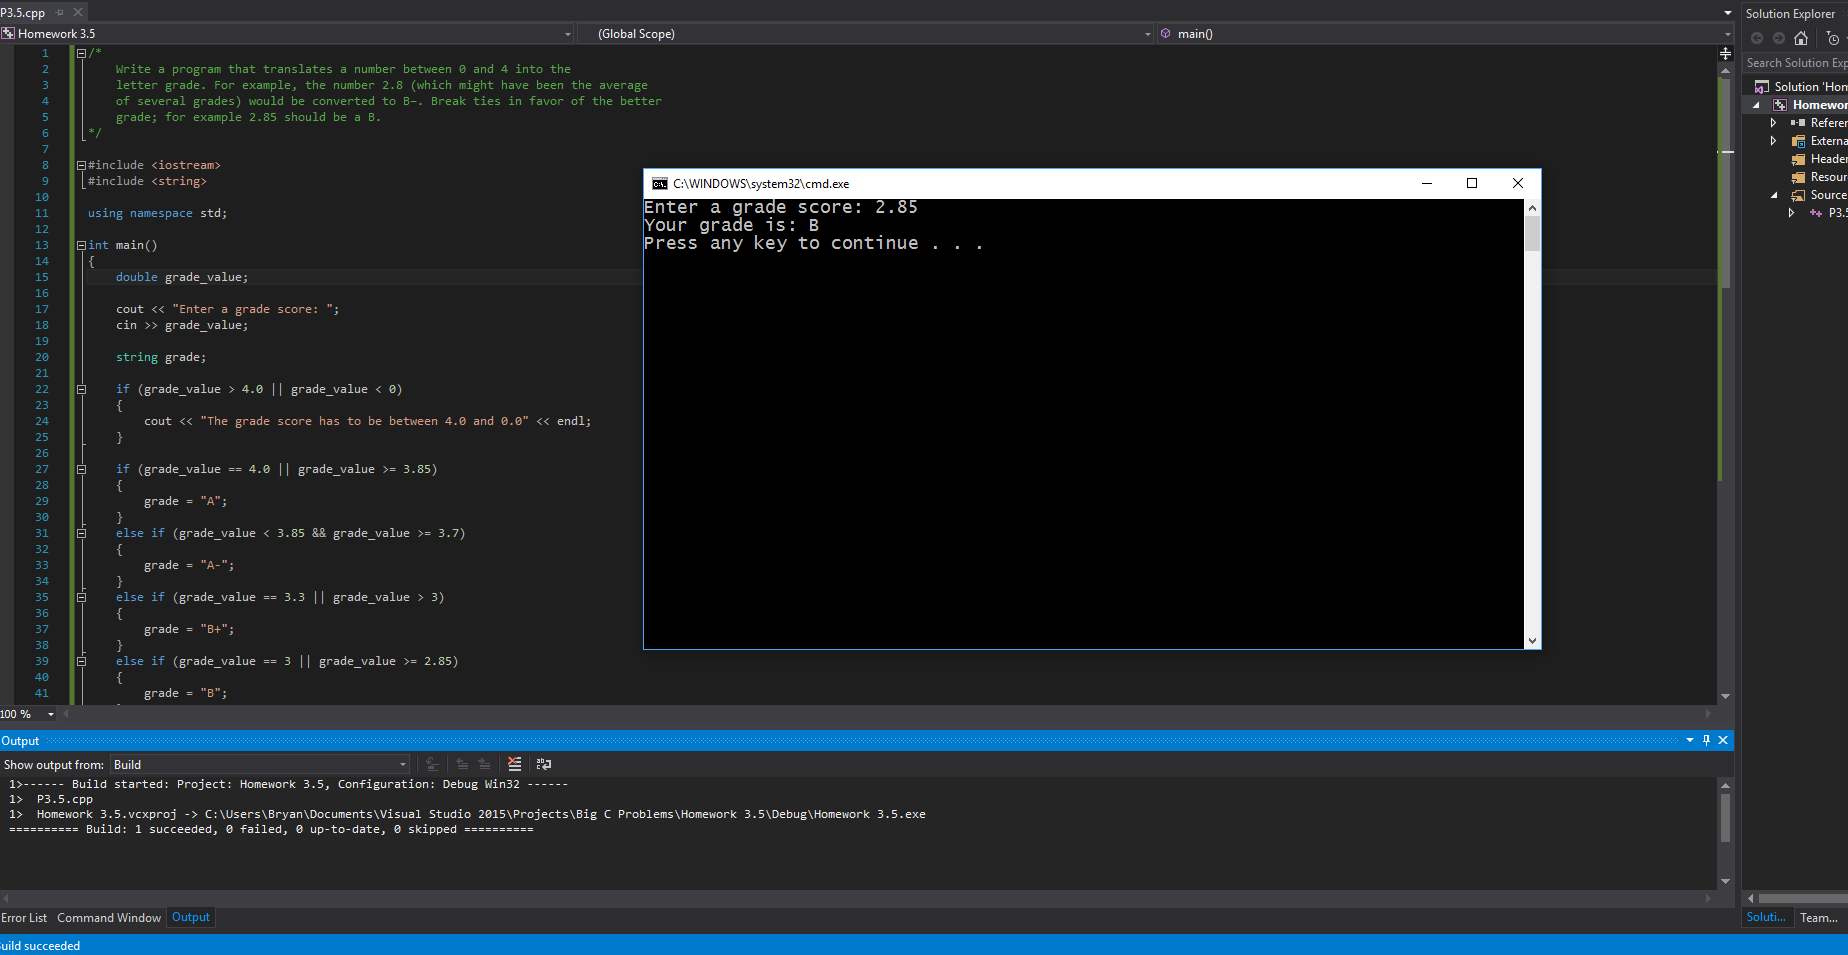 P3.5.cpp
Solution Explorer
Homework 3.5 (Global Scope) main()
Search Solution Exp
1 /*
2 Write a program that translates a number between 0 and 4 into the
3 letter grade. For example, the number 2.8 (which might have been the average
4 of several grades) would be converted to B-. Break ties in favor of the better
5 grade; for example 2.85 should be a B.
6 */
7
8 #include <iostream>
9 #include <string>
10
11 using namespace std;
12
13 int main()
14 {
15 double grade_value;
16
17 cout << "Enter a grade score: ";
18 cin >> grade_value;
19
20 string grade;
21
22 if (grade_value > 4.0 || grade_value < 0)
23 {
24 cout << "The grade score has to be between 4.0 and 0.0" << endl;
25 }
26
27 if (grade_value == 4.0 || grade_value >= 3.85)
28 {
29 grade = "A";
30 }
31 else if (grade_value < 3.85 && grade_value >= 3.7)
32 {
33 grade = "A-";
34 }
35 else if (grade_value == 3.3 || grade_value > 3)
36 {
37 grade = "B+";
38 }
39 else if (grade_value == 3 || grade_value >= 2.85)
40 {
41 grade = "B";
C:\WINDOWS\system32\cmd.exe
Enter a grade score: 2.85
Your grade is: B
Press any key to continue . . .
Solution 'Hom
Homewor
Referer
Externa
Header
Resour
Source
P3.5
100 %
Output
Show output from: Build
1>------ Build started: Project: Homework 3.5, Configuration: Debug Win32 ------
1> P3.5.cpp
1> Homework 3.5.vcxproj -> C:\Users\Bryan\Documents\Visual Studio 2015\Projects\Big C Problems\Homework 3.5\Debug\Homework 3.5.exe
========== Build: 1 succeeded, 0 failed, 0 up-to-date, 0 skipped ==========
Error List Command Window Output
Soluti... Team...
uild succeeded